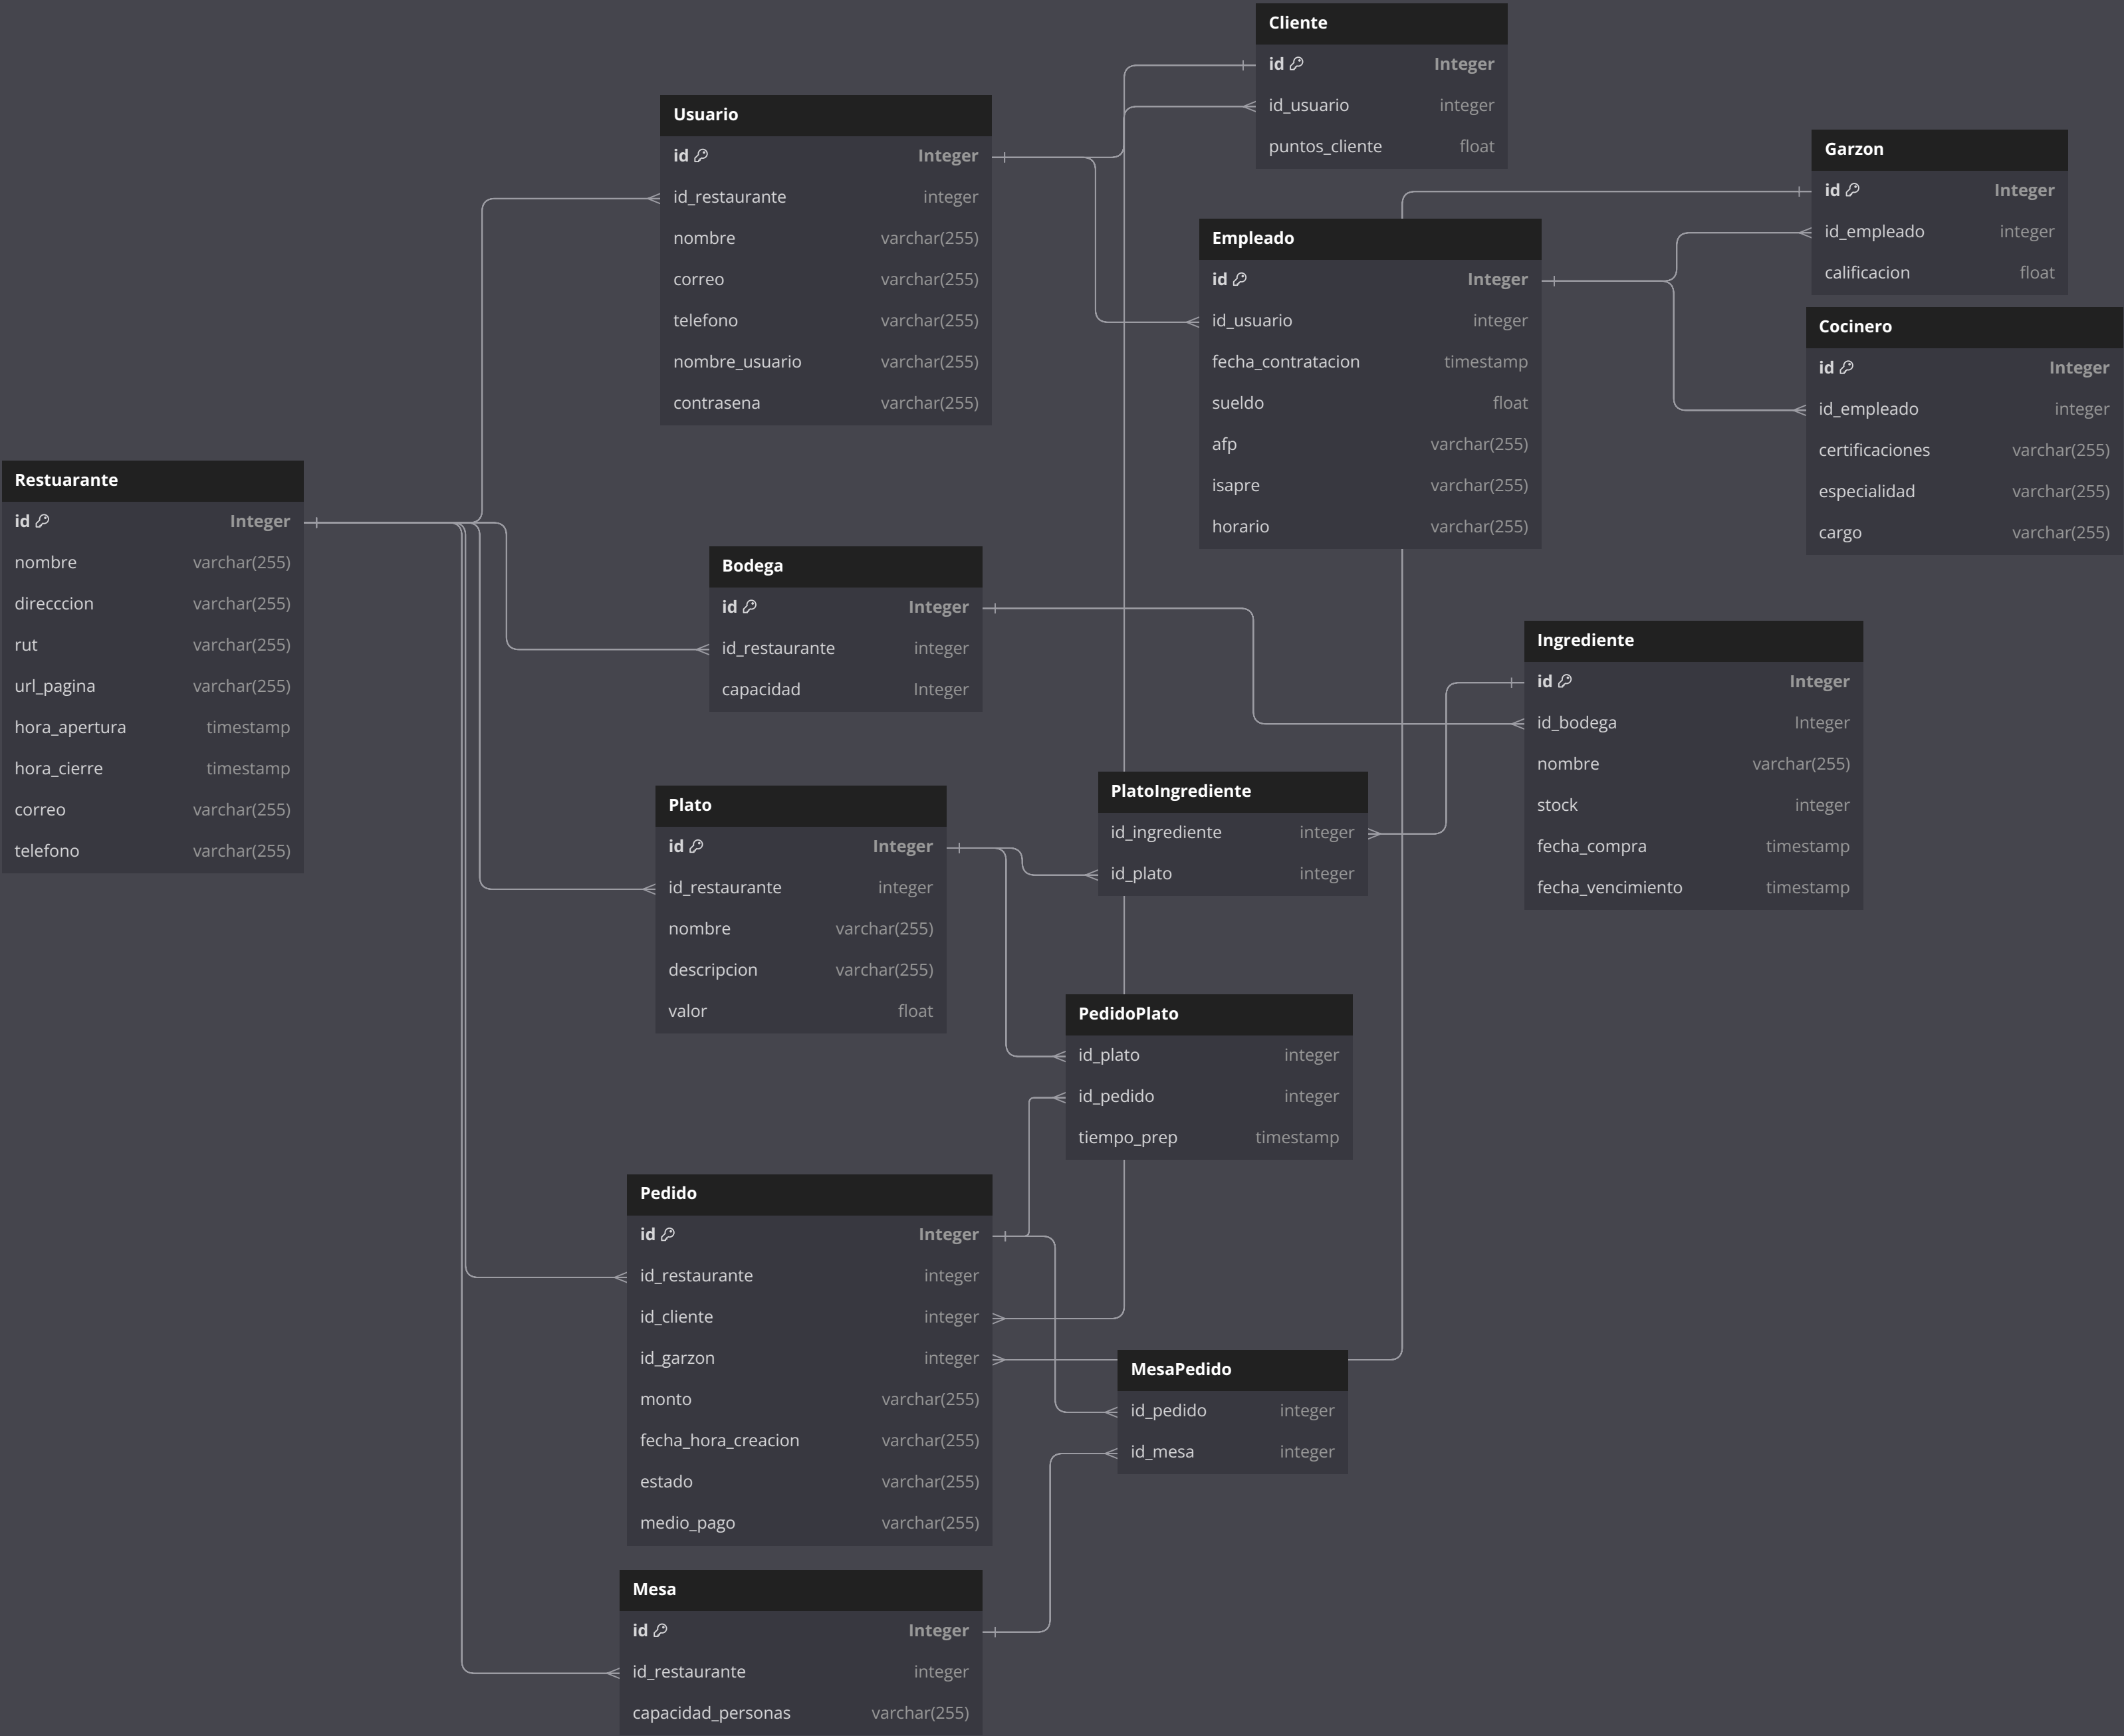 Cliente
id Integer
id_usuario integer
puntos_cliente float
Usuario
id Integer
id_restaurante integer
nombre varchar(255)
correo varchar(255)
telefono varchar(255)
nombre_usuario varchar(255)
contrasena varchar(255)
Garzon
id Integer
id_empleado integer
calificacion float
Empleado
id Integer
id_usuario integer
fecha_contratacion timestamp
sueldo float
afp varchar(255)
isapre varchar(255)
horario varchar(255)
Cocinero
id Integer
id_empleado integer
certificaciones varchar(255)
especialidad varchar(255)
cargo varchar(255)
Restuarante
id Integer
nombre varchar(255)
direcccion varchar(255)
rut varchar(255)
url_pagina varchar(255)
hora_apertura timestamp
hora_cierre timestamp
correo varchar(255)
telefono varchar(255)
Bodega
id Integer
id_restaurante integer
capacidad Integer
Ingrediente
id Integer
id_bodega Integer
nombre varchar(255)
stock integer
fecha_compra timestamp
fecha_vencimiento timestamp
Plato
id Integer
id_restaurante integer
nombre varchar(255)
descripcion varchar(255)
valor float
PlatoIngrediente
id_ingrediente integer
id_plato integer
PedidoPlato
id_plato integer
id_pedido integer
tiempo_prep timestamp
Pedido
id Integer
id_restaurante integer
id_cliente integer
id_garzon integer
monto varchar(255)
fecha_hora_creacion varchar(255)
estado varchar(255)
medio_pago varchar(255)
MesaPedido
id_pedido integer
id_mesa integer
Mesa
id Integer
id_restaurante integer
capacidad_personas varchar(255)